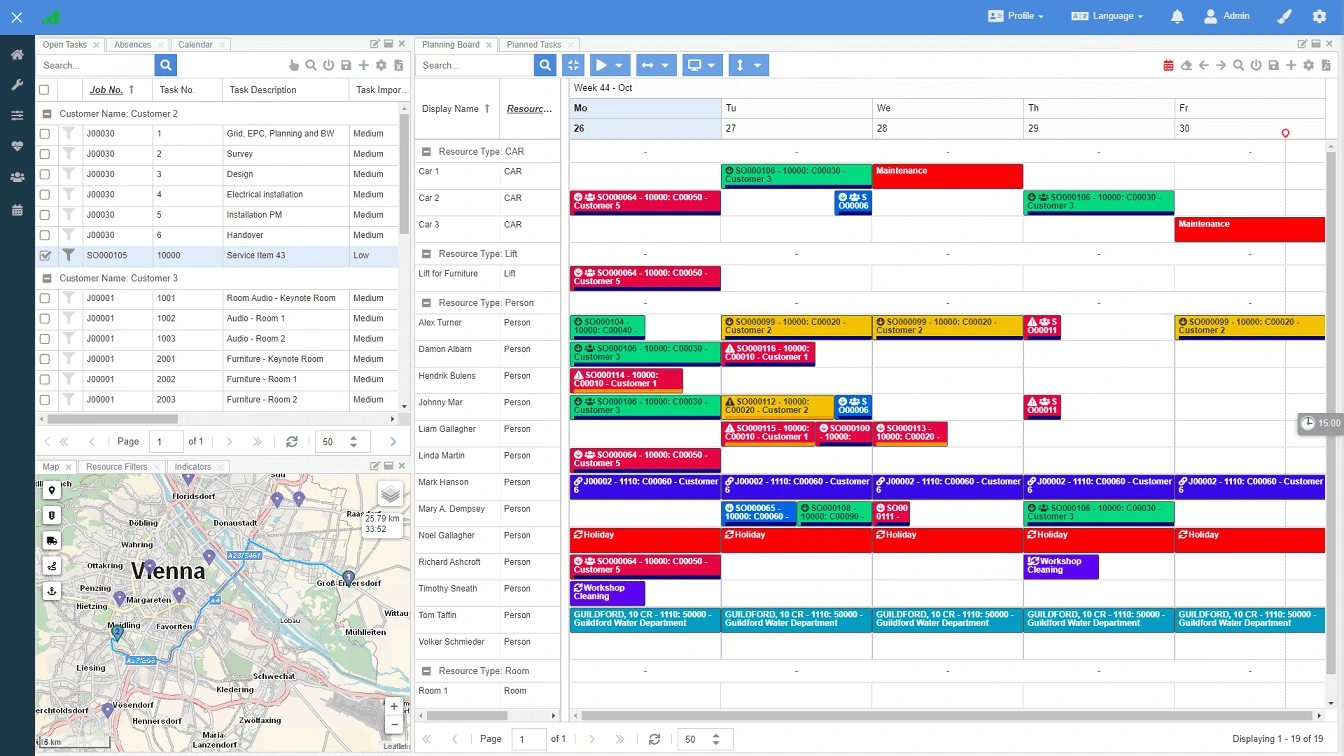 Profile Language Admin
Open Tasks Absences Calendar
Search...
Job No. Task No. Task Description Task Impor...
Customer Name: Customer 2
J00030 1 Grid, EPC, Planning and BW Medium
J00030 2 Survey Medium
J00030 3 Design Medium
J00030 4 Electrical installation Medium
J00030 5 Installation PM Medium
J00030 6 Handover Medium
SO000105 10000 Service Item 43 Low
Customer Name: Customer 3
J00001 1001 Room Audio - Keynote Room Medium
J00001 1002 Audio - Room 1 Medium
J00001 1003 Audio - Room 2 Medium
J00001 2001 Furniture - Keynote Room Medium
J00001 2002 Furniture - Room 1 Medium
J00001 2003 Furniture - Room 2 Medium
Page 1 of 1 50
Map Resource Filters Indicators
Floridsdorf
Döbling
Donaustadt
25.79 km
33:52
Währing
Ottakring
A23/S461
Vienna
Penzing
Margareten
Hietzing
Groß-Enzersdorf
1
A4
Wittau
Meidling
2
Favoriten
Lobau
Mühlleiten
Liesing
Schwechat
Kledering
Vösendorf
Hennersdorf
Zwölfaxing
Maria-
Lanzendorf
+
−
Leaflet
Planning Board Planned Tasks
Search...
Display Name Resourc...
Week 44 - Oct
Mo Tu We Th Fr
26 27 28 29 30
Resource Type: CAR - - - - -
Car 1 CAR
SO000106 - 10000: C00030 -
Customer 3
Maintenance
Car 2 CAR
SO000064 - 10000: C00050 -
Customer 5
S
O00006
SO000106 - 10000: C00030 -
Customer 3
Car 3 CAR
Maintenance
Resource Type: Lift - - - - -
Lift for Furniture Lift
SO000064 - 10000: C00050 -
Customer 5
Resource Type: Person - - - - -
Alex Turner Person
SO000104 -
10000: C00040 -
SO000099 - 10000: C00020 -
Customer 2
SO000099 - 10000: C00020 -
Customer 2
S
O00011
SO000099 - 10000: C00020 -
Customer 2
Damon Albarn Person
SO000106 - 10000: C00030 -
Customer 3
SO000116 - 10000:
C00010 - Customer 1
Hendrik Bulens Person
SO000114 - 10000:
C00010 - Customer 1
Johnny Mar Person
SO000106 - 10000: C00030 -
Customer 3
SO000112 - 10000:
C00020 - Customer 2
S
O00006
S
O00011
Liam Gallagher Person
SO000115 - 10000:
C00010 - Customer 1
SO000100
- 10000:
SO000113 -
10000: C00020 -
15:00
Linda Martin Person
SO000064 - 10000: C00050 -
Customer 5
Mark Hanson Person
J00002 - 1110: C00060 - Customer
6
J00002 - 1110: C00060 - Customer
6
J00002 - 1110: C00060 - Customer
6
J00002 - 1110: C00060 - Customer
6
J00002 - 1110: C00060 - Customer
6
Mary A. Dempsey Person
SO000065 -
10000: C00060 -
SO000108 -
10000: C00090 -
SO00
0111 -
SO000106 - 10000: C00030 -
Customer 3
Noel Gallagher Person
Holiday Holiday Holiday Holiday Holiday
Richard Ashcroft Person
SO000064 - 10000: C00050 -
Customer 5
Workshop
Cleaning
Timothy Sneath Person
Workshop
Cleaning
Tom Taffin Person
GUILDFORD, 10 CR - 1110: 50000 -
Guildford Water Department
GUILDFORD, 10 CR - 1110: 50000 -
Guildford Water Department
GUILDFORD, 10 CR - 1110: 50000 -
Guildford Water Department
GUILDFORD, 10 CR - 1110: 50000 -
Guildford Water Department
GUILDFORD, 10 CR - 1110: 50000 -
Guildford Water Department
Volker Schmieder Person
Resource Type: Room - - - - -
Room 1 Room
Page 1 of 1 50 Displaying 1 - 19 of 19